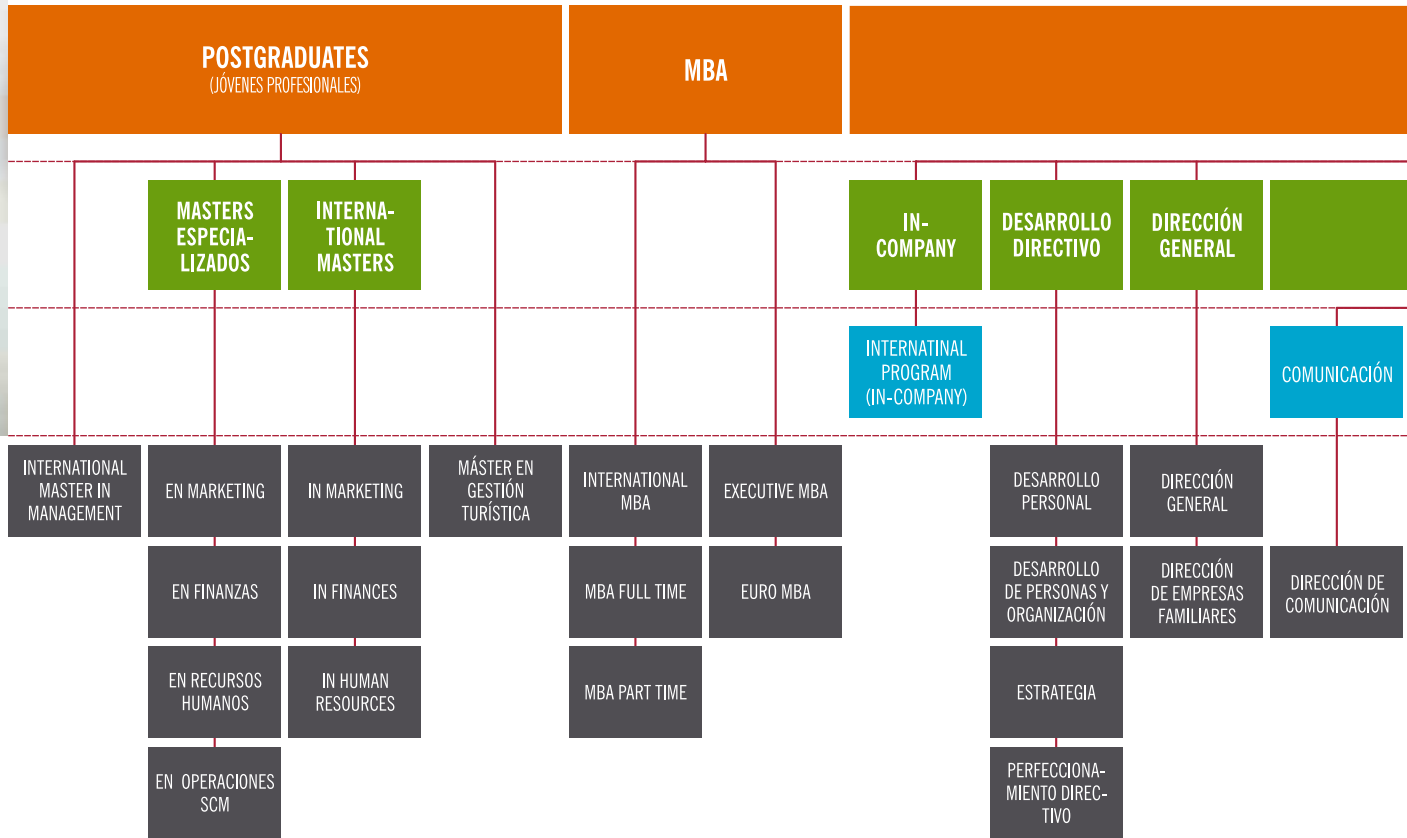 POSTGRADUATES
(JÓVENES PROFESIONALES)
MBA
MASTERS
ESPECIA-
LIZADOS
INTERNA-
TIONAL
MASTERS
IN-
COMPANY
DESARROLLO
DIRECTIVO
DIRECCIÓN
GENERAL
INTERNATINAL
PROGRAM
(IN-COMPANY)
COMUNICACIÓN
INTERNATIONAL
MASTER IN
MANAGEMENT
EN MARKETING
IN MARKETING
MÁSTER EN
GESTIÓN
TURÍSTICA
INTERNATIONAL
MBA
EXECUTIVE MBA
DESARROLLO
PERSONAL
DIRECCIÓN
GENERAL
EN FINANZAS
IN FINANCES
MBA FULL TIME
EURO MBA
DESARROLLO
DE PERSONAS Y
ORGANIZACIÓN
DIRECCIÓN
DE EMPRESAS
FAMILIARES
DIRECCIÓN DE
COMUNICACIÓN
EN RECURSOS
HUMANOS
IN HUMAN
RESOURCES
MBA PART TIME
ESTRATEGIA
EN OPERACIONES
SCM
PERFECCIONA-
MIENTO DIREC-
TIVO